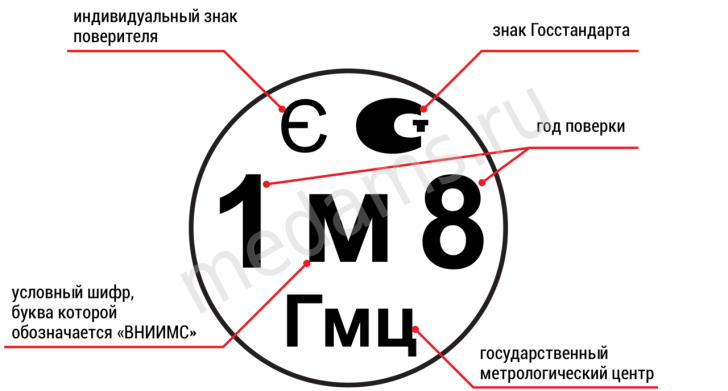 индивидуальный знак
поверителя
знак Госстандарта
Є
год поверки
1 м 8
medams.ru
условный шифр,
буква которой
обозначается «ВНИИМС»
Гмц
государственный
метрологический центр